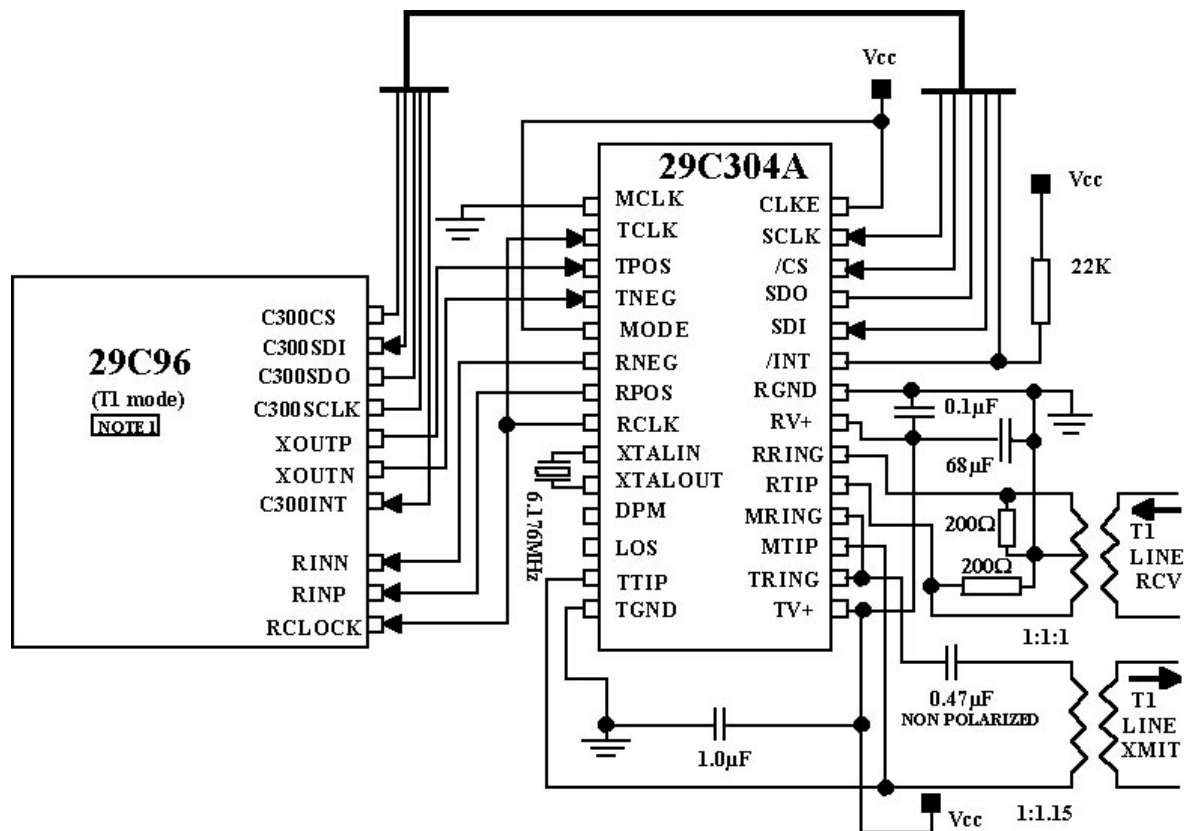 Vcc
29C304A
MCLK
TCLK
TPOS
TNEG
MODE
RNEG
RPOS
RCLK
XTALIN
XTALOUT
DPM
LOS
TTIP
TGND
CLKE
SCLK
/CS
SDO
SDI
/INT
RGND
RV+
RRING
RTIP
MRING
MTIP
TRING
TV+
Vcc
22K
29C96
(T1 mode)
NOTE 1
C300CS
C300SDI
C300SDO
C300SCLK
XOUTP
XOUTN
C300INT
RINN
RINP
RCLOCK
6.176MHz
0.1µF
68µF
200Ω
200Ω
T1
LINE
RCV
1:1:1
0.47µF
NON POLARIZED
1.0µF
T1
LINE
XMIT
1:1.15
Vcc